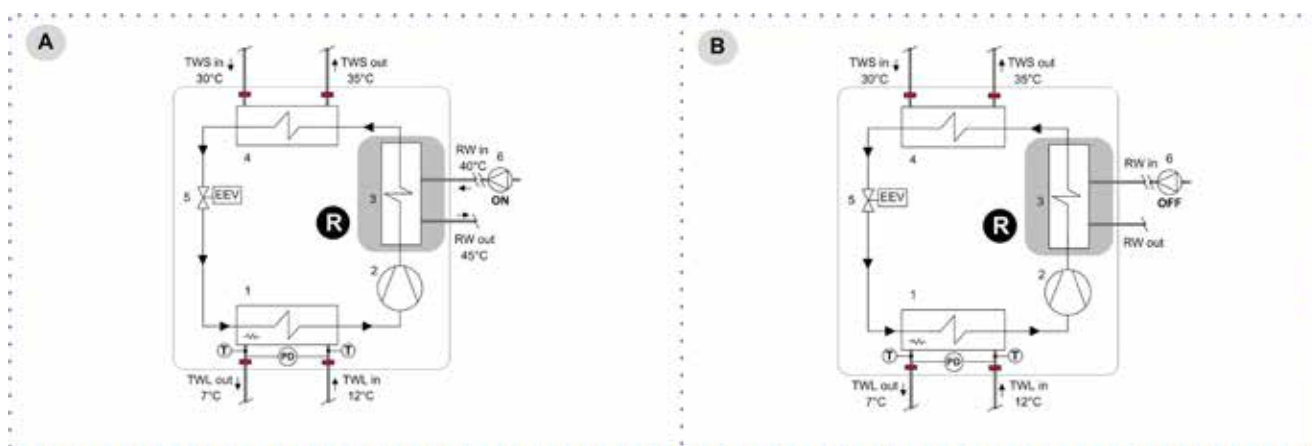 A
TWS in
30°C
TWS out
35°C
4
RW in
40°C
6
5
EEV
3
ON
R
RW out
45°C
2
1
T
PD
T
TWL out
7°C
TWL in
12°C
B
TWS in
30°C
TWS out
35°C
4
RW in
6
5
EEV
3
OFF
R
RW out
2
1
T
PD
T
TWL out
7°C
TWL in
12°C